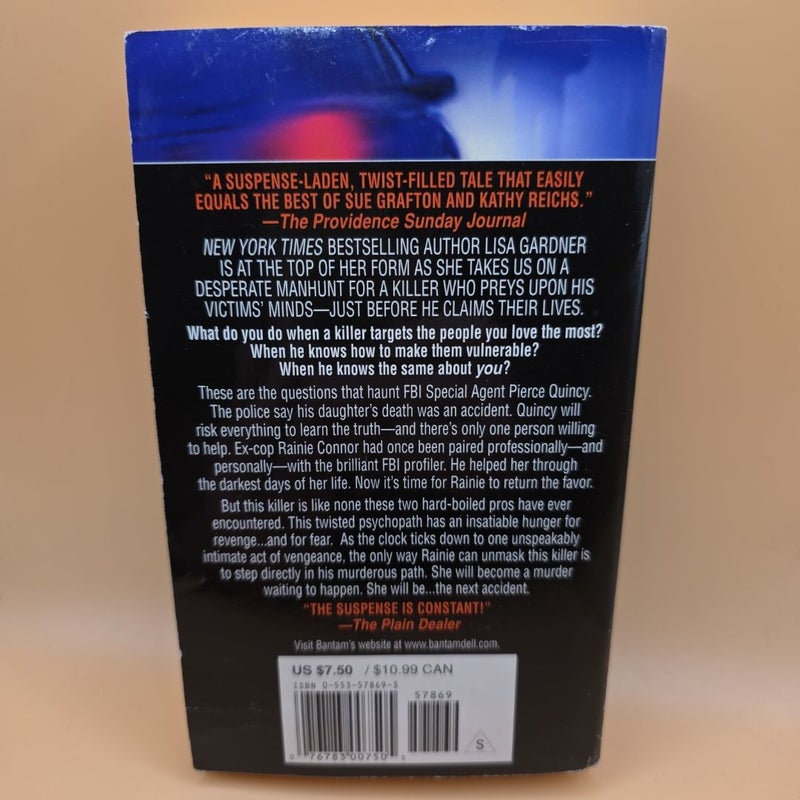 “A SUSPENSE-LADEN, TWIST-FILLED TALE THAT EASILY
EQUALS THE BEST OF SUE GRAFTON AND KATHY REICHS.”
—The Providence Sunday Journal
NEW YORK TIMES BESTSELLING AUTHOR LISA GARDNER
IS AT THE TOP OF HER FORM AS SHE TAKES US ON A
DESPERATE MANHUNT FOR A KILLER WHO PREYS UPON HIS
VICTIMS’ MINDS—JUST BEFORE HE CLAIMS THEIR LIVES.
What do you do when a killer targets the people you love the most?
When he knows how to make them vulnerable?
When he knows the same about you?
These are the questions that haunt FBI Special Agent Pierce Quincy.
The police say his daughter’s death was an accident. Quincy will
risk everything to learn the truth—and there’s only one person willing
to help. Ex-cop Rainie Connor had once been paired professionally—and
personally—with the brilliant FBI profiler. He helped her through
the darkest days of her life. Now it’s time for Rainie to return the favor.
But this killer is like none these two hard-boiled pros have ever
encountered. This twisted psychopath has an insatiable hunger for
revenge...and for fear. As the clock ticks down to one unspeakably
intimate act of vengeance, the only way Rainie can unmask this killer is
to step directly in his murderous path. She will become a murder
waiting to happen. She will be...the next accident.
“THE SUSPENSE IS CONSTANT!”
—The Plain Dealer
Visit Bantam’s website at www.bantamdell.com.
US $7.50 / $10.99 CAN
ISBN 0-553-57869-3
57869
S
0 76783 00750 5